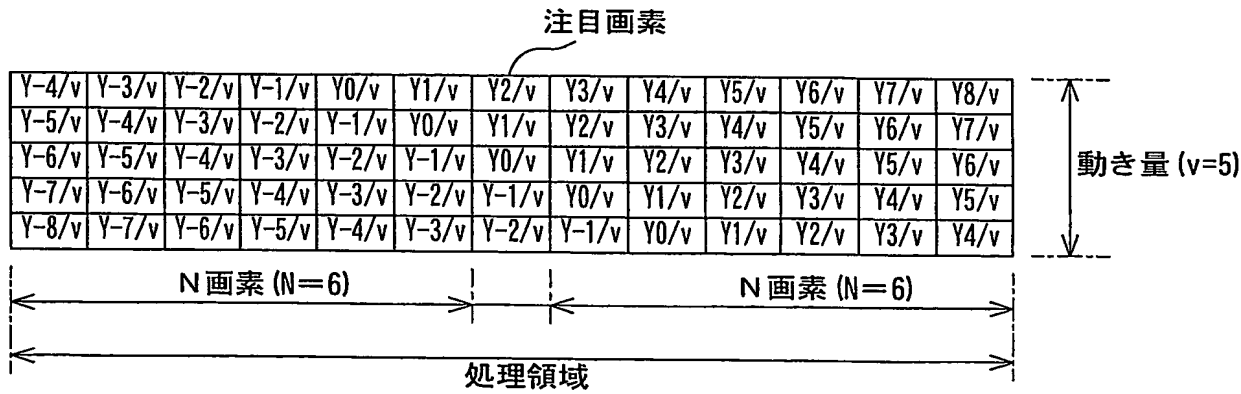 注目画素
Y-4/v Y-3/v Y-2/v Y-1/v Y0/v Y1/v Y2/v Y3/v Y4/v Y5/v Y6/v Y7/v Y8/v
Y-5/v Y-4/v Y-3/v Y-2/v Y-1/v Y0/v Y1/v Y2/v Y3/v Y4/v Y5/v Y6/v Y7/v
Y-6/v Y-5/v Y-4/v Y-3/v Y-2/v Y-1/v Y0/v Y1/v Y2/v Y3/v Y4/v Y5/v Y6/v
動き量(v=5)
Y-7/v Y-6/v Y-5/v Y-4/v Y-3/v Y-2/v Y-1/v Y0/v Y1/v Y2/v Y3/v Y4/v Y5/v
Y-8/v Y-7/v Y-6/v Y-5/v Y-4/v Y-3/v Y-2/v Y-1/v Y0/v Y1/v Y2/v Y3/v Y4/v
N画素(N=6) N画素(N=6)
処理領域